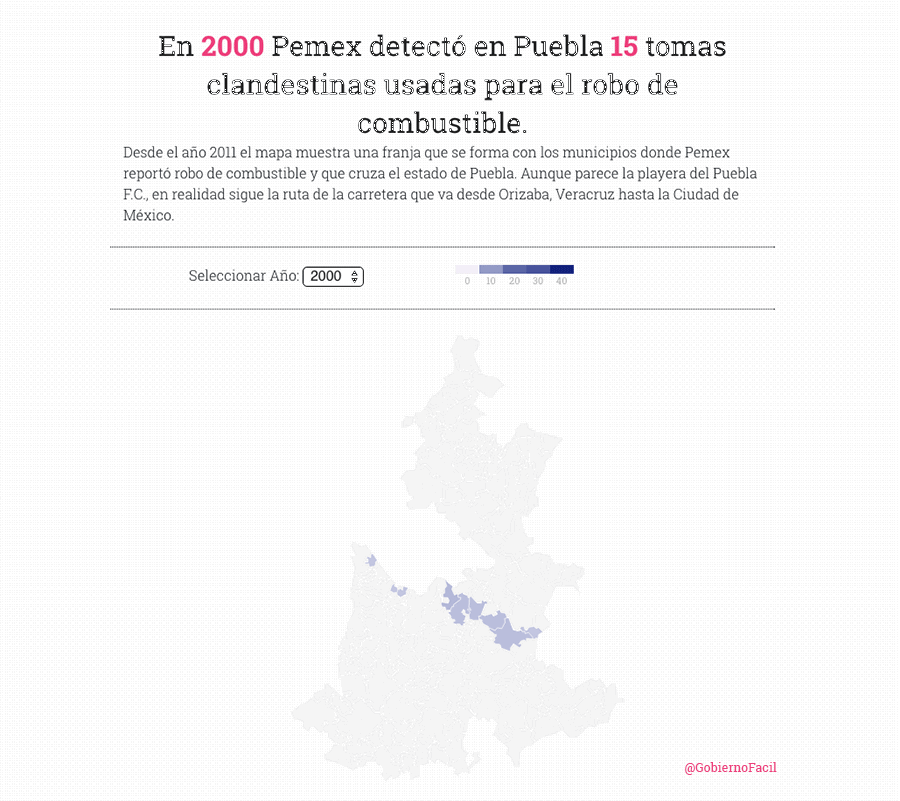 En 2000 Pemex detectó en Puebla 15 tomas
clandestinas usadas para el robo de
combustible.
Desde el año 2011 el mapa muestra una franja que se forma con los municipios donde Pemex
reportó robo de combustible y que cruza el estado de Puebla. Aunque parece la playera del Puebla
F.C., en realidad sigue la ruta de la carretera que va desde Orizaba, Veracruz hasta la Ciudad de
México.
Seleccionar Año: 2000
0 10 20 30 40
@GobiernoFacil